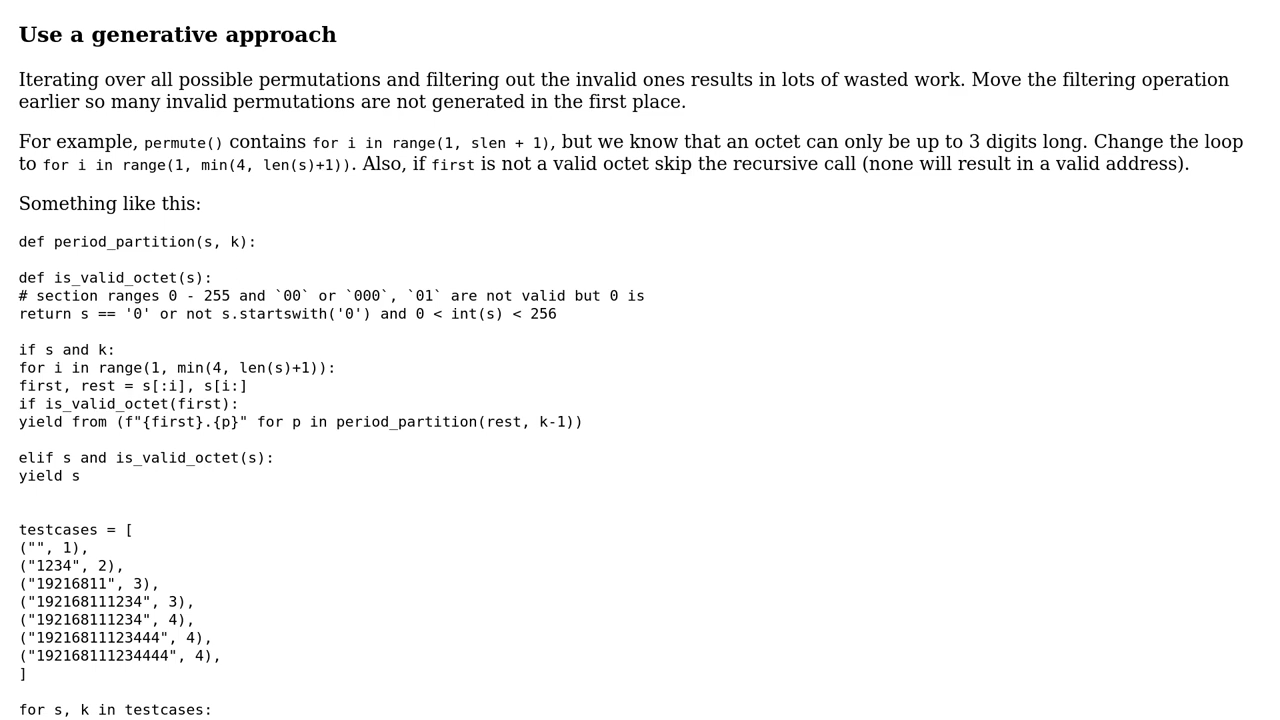 Use a generative approach
Iterating over all possible permutations and filtering out the invalid ones results in lots of wasted work. Move the filtering operation
earlier so many invalid permutations are not generated in the first place.
For example, permute() contains for i in range(1, slen + 1), but we know that an octet can only be up to 3 digits long. Change the loop
to for i in range(1, min(4, len(s)+1)). Also, if first is not a valid octet skip the recursive call (none will result in a valid address).
Something like this:
def period_partition(s, k):
def is_valid_octet(s):
# section ranges 0 - 255 and `00` or `000`, `01` are not valid but 0 is
return s == '0' or not s.startswith('0') and 0 < int(s) < 256
if s and k:
for i in range(1, min(4, len(s)+1)):
first, rest = s[:i], s[i:]
if is_valid_octet(first):
yield from (f"{first}.{p}" for p in period_partition(rest, k-1))
elif s and is_valid_octet(s):
yield s
testcases = [
("", 1),
("1234", 2),
("19216811", 3),
("192168111234", 3),
("192168111234", 4),
("19216811123444", 4),
("192168111234444", 4),
]
for s, k in testcases: